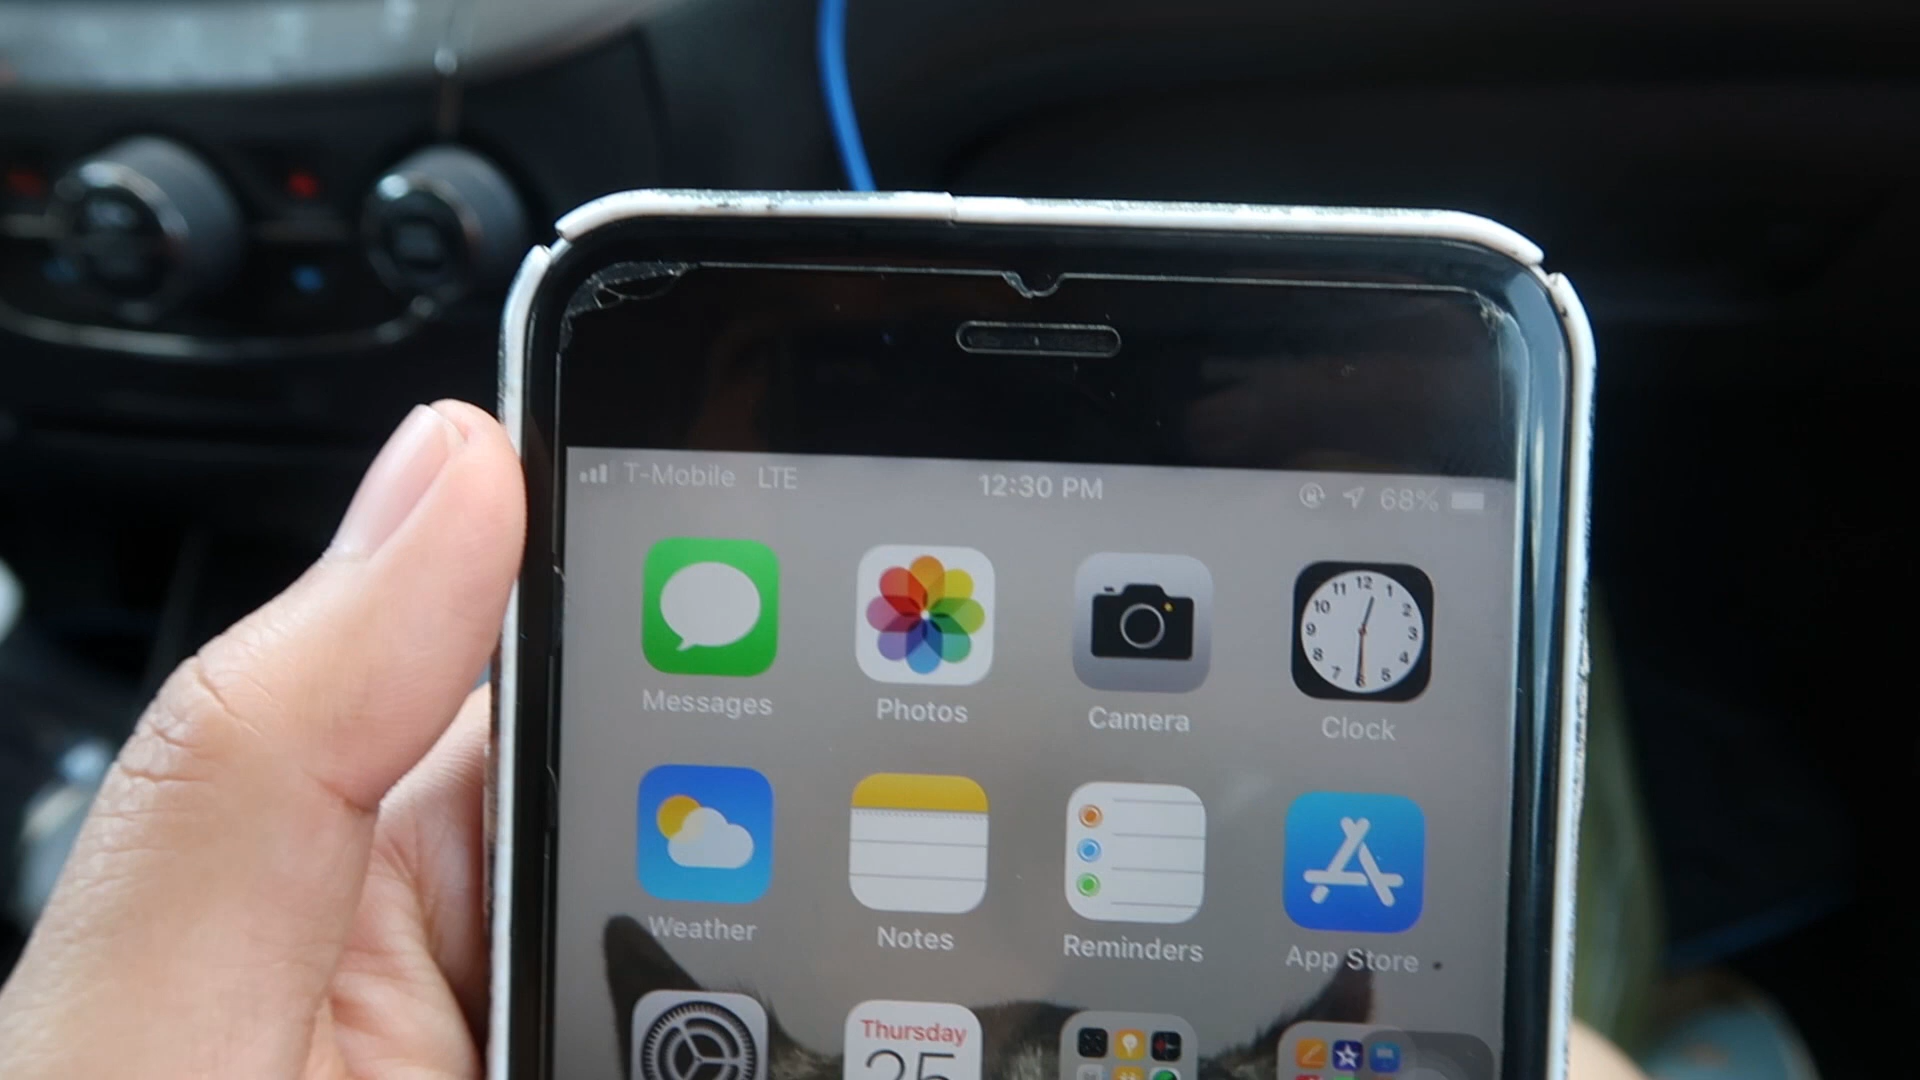 T-Mobile LTE 12:30 PM 68%
Messages Photos Camera Clock
Weather Notes Reminders App Store
Thursday
25